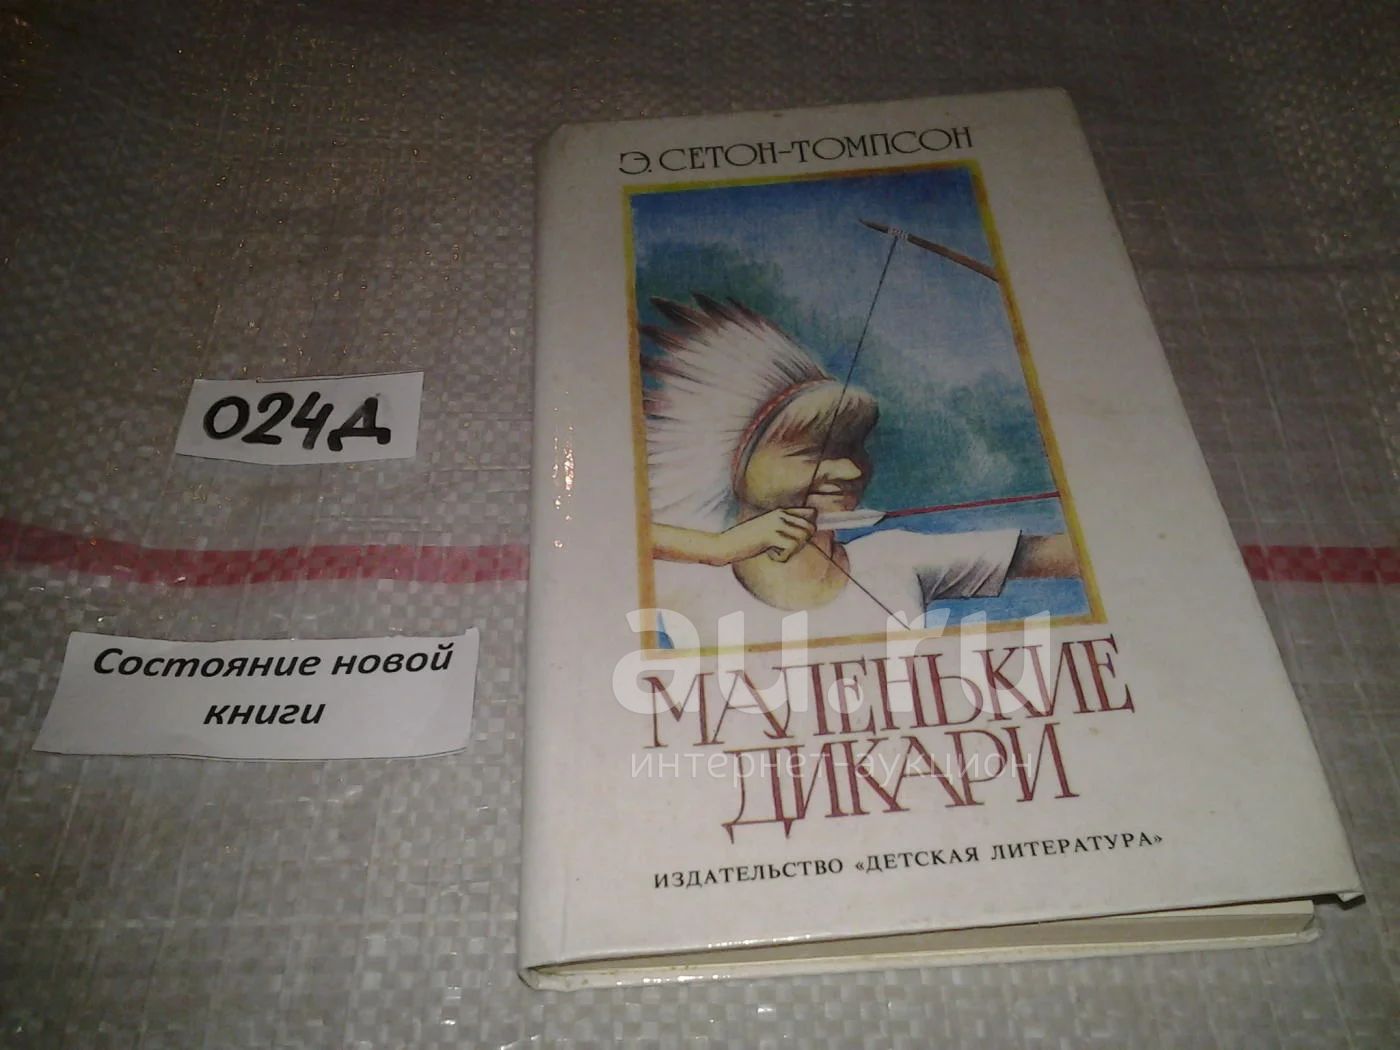 Э. СЕТОН-ТОМПСОН
024Д
Состояние новой
книги
au.ru
интернет-аукцион
МАЛЕНЬКИЕ
ДИКАРИ
ИЗДАТЕЛЬСТВО «ДЕТСКАЯ ЛИТЕРАТУРА»